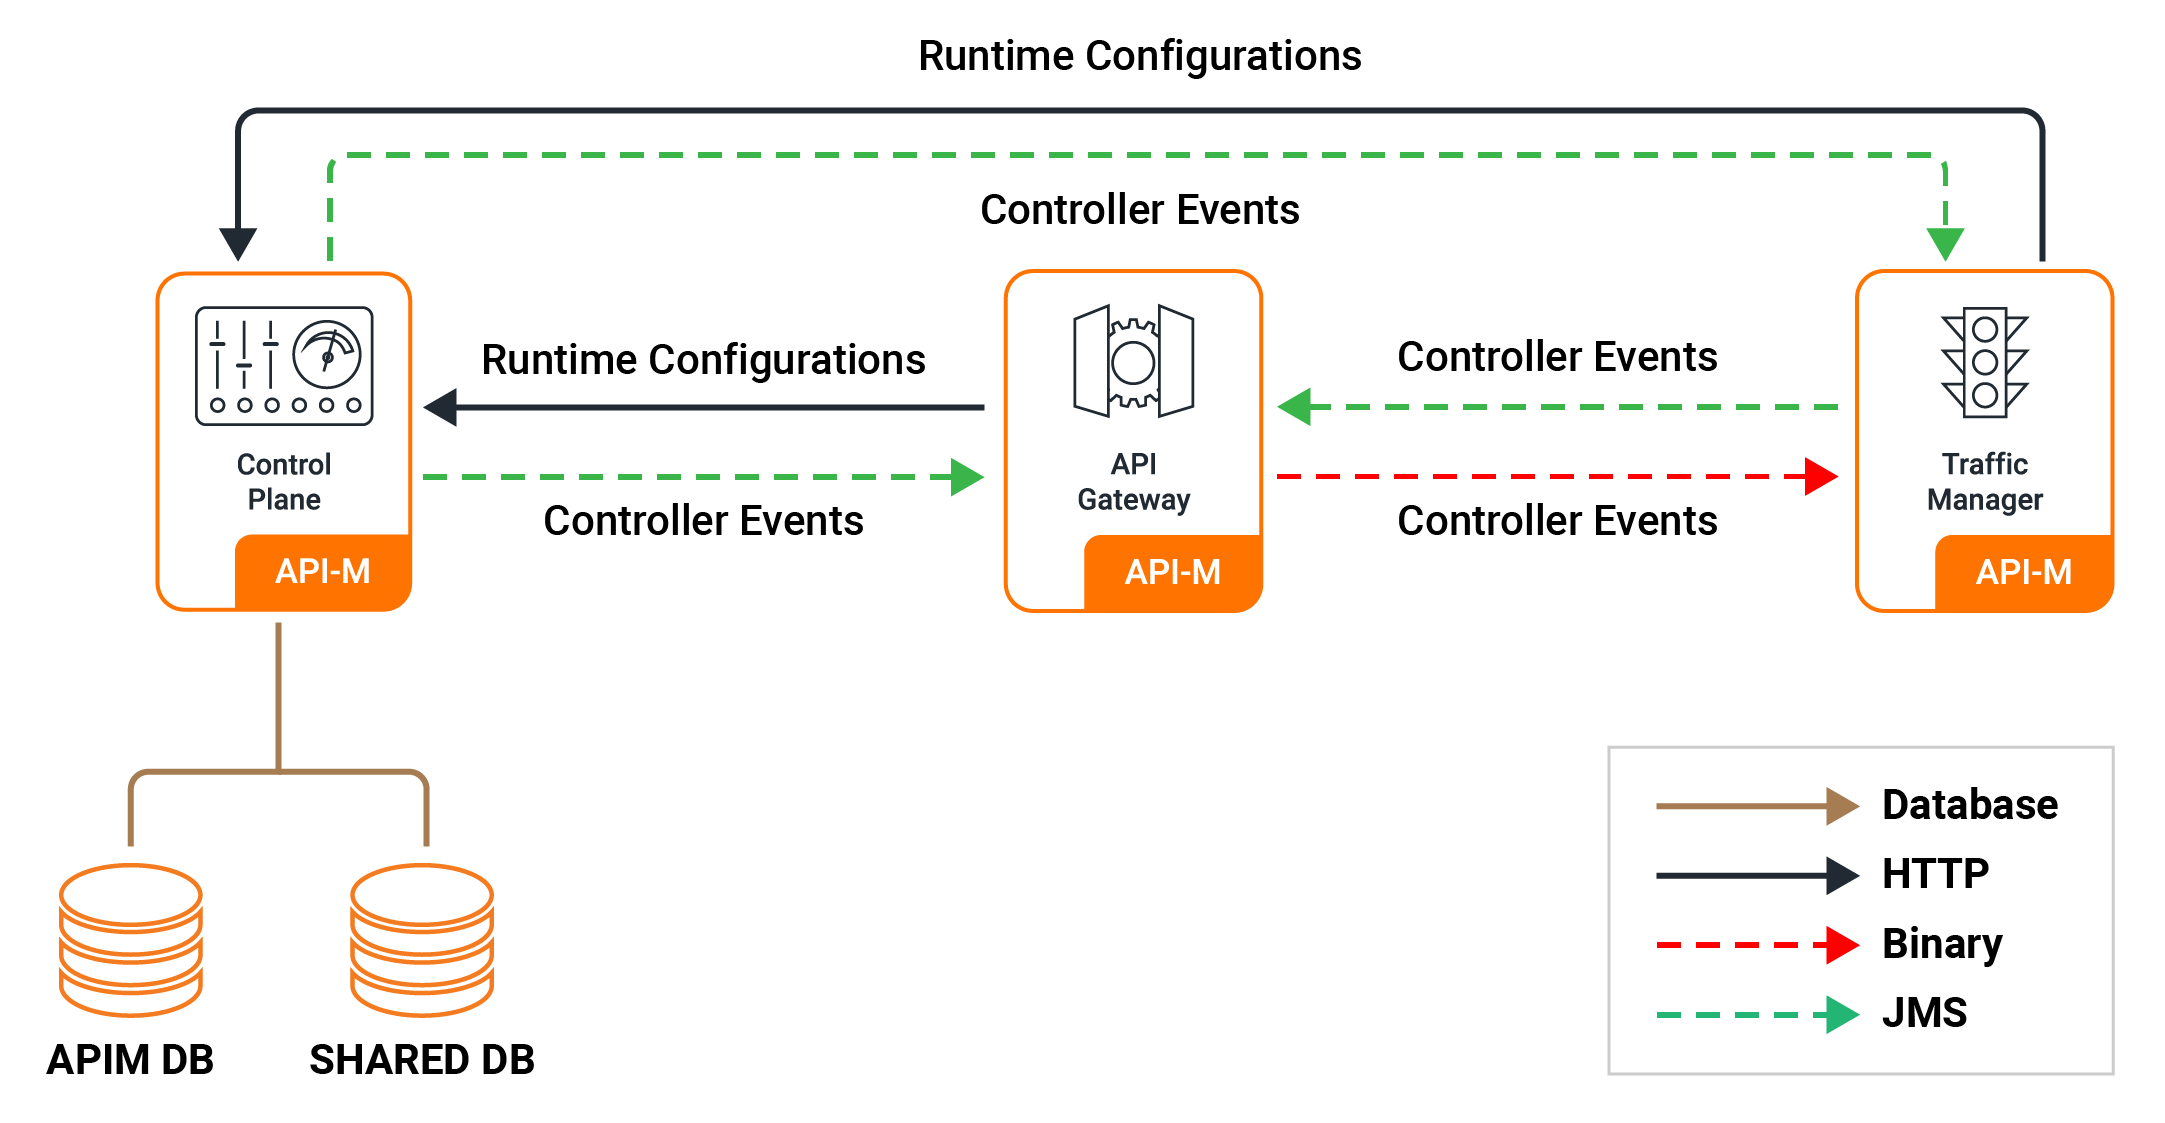 Runtime Configurations
Controller Events
Runtime Configurations
Controller Events
Controller Events
Controller Events
Control
Plane
API-M
API
Gateway
API-M
Traffic
Manager
API-M
APIM DB
SHARED DB
Database
HTTP
Binary
JMS